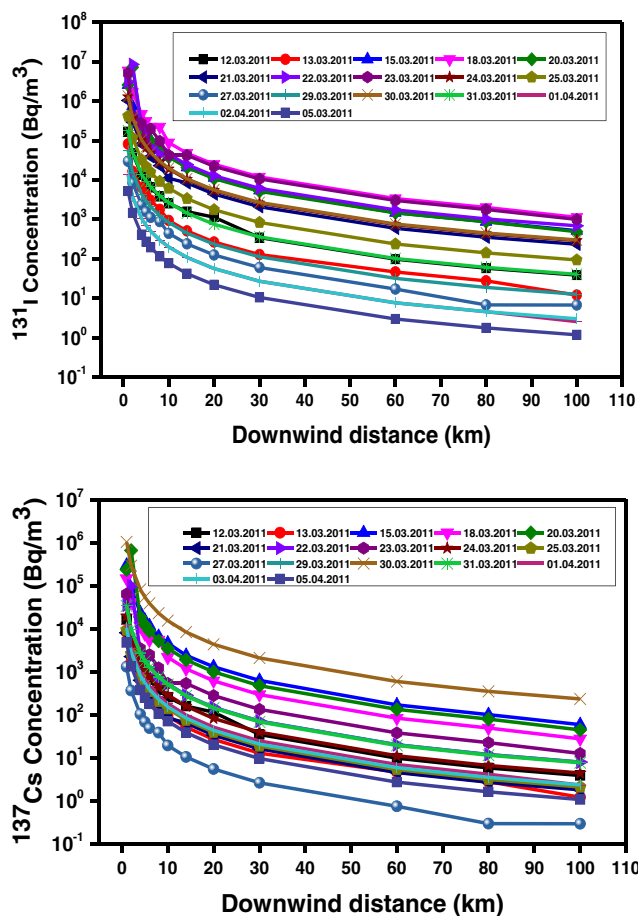 10^8
10^7
10^6
10^5
10^4
10^3
10^2
10^1
10^0
10^-1
131I Concentration (Bq/m^3)
12.03.2011 13.03.2011 15.03.2011 18.03.2011 20.03.2011
21.03.2011 22.03.2011 23.03.2011 24.03.2011 25.03.2011
27.03.2011 29.03.2011 30.03.2011 31.03.2011 01.04.2011
02.04.2011 05.03.2011
0 10 20 30 40 50 60 70 80 90 100 110
Downwind distance (km)
10^7
10^6
10^5
10^4
10^3
10^2
10^1
10^0
10^-1
137Cs Concentration (Bq/m^3)
12.03.2011 13.03.2011 15.03.2011 18.03.2011 20.03.2011
21.03.2011 22.03.2011 23.03.2011 24.03.2011 25.03.2011
27.03.2011 29.03.2011 30.03.2011 31.03.2011 01.04.2011
03.04.2011 05.04.2011
0 10 20 30 40 50 60 70 80 90 100 110
Downwind distance (km)